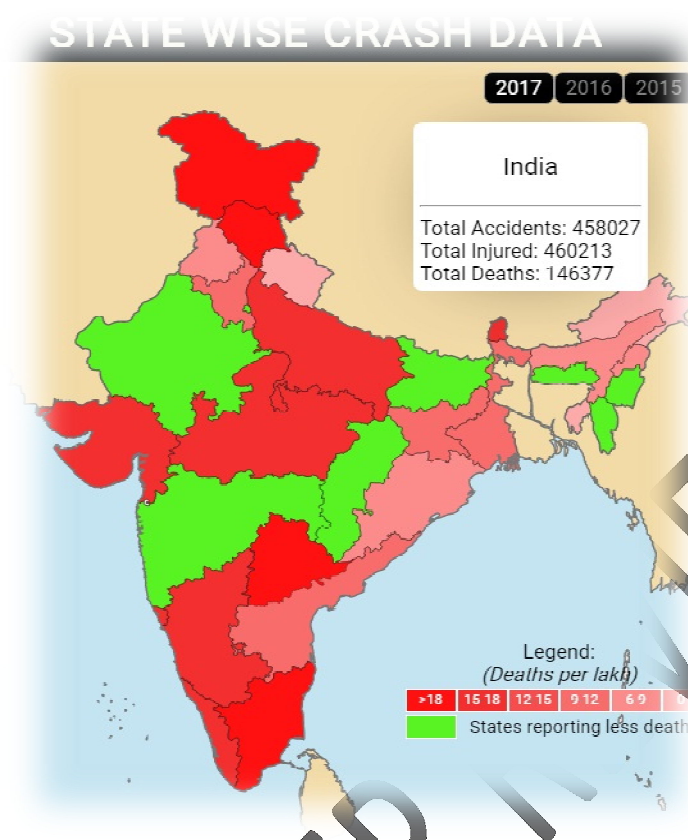 STATE WISE CRASH DATA
2017 2016 2015
India
Total Accidents: 458027
Total Injured: 460213
Total Deaths: 146377
Legend:
(Deaths per lakh)
>18 15 18 12 15 9 12 6 9 0
States reporting less death